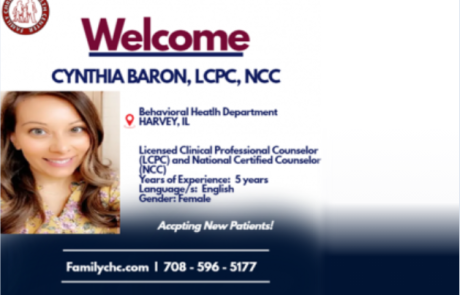 Welcome
CYNTHIA BARON, LCPC, NCC
Behavioral Heatlh Department
HARVEY, IL
Licensed Clinical Professional Counselor
(LCPC) and National Certified Counselor
(NCC)
Years of Experience: 5 years
Language/s: English
Gender: Female
Accpting New Patients!
Familychc.com | 708 - 596 - 5177